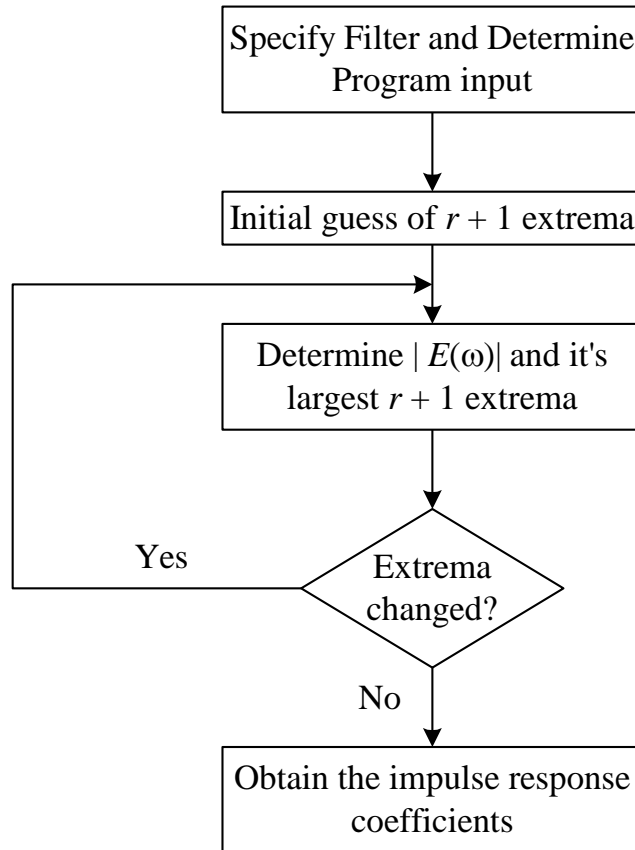 Specify Filter and Determine
Program input
Initial guess of r + 1 extrema
Determine | E(ω)| and it's
largest r + 1 extrema
Yes
Extrema
changed?
No
Obtain the impulse response
coefficients